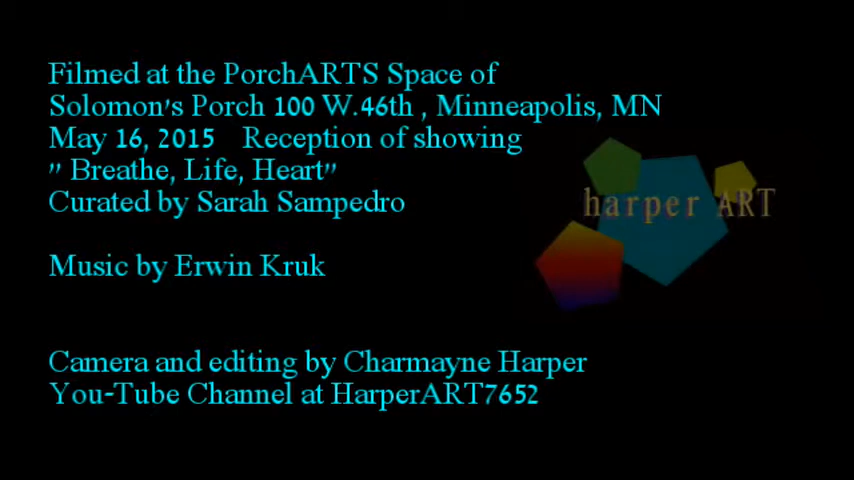 Filmed at the PorchARTS Space of
Solomon's Porch 100 W.46th , Minneapolis, MN
May 16, 2015 Reception of showing
" Breathe, Life, Heart"
Curated by Sarah Sampedro
harper ART
Music by Erwin Kruk
Camera and editing by Charmayne Harper
You-Tube Channel at HarperART7652